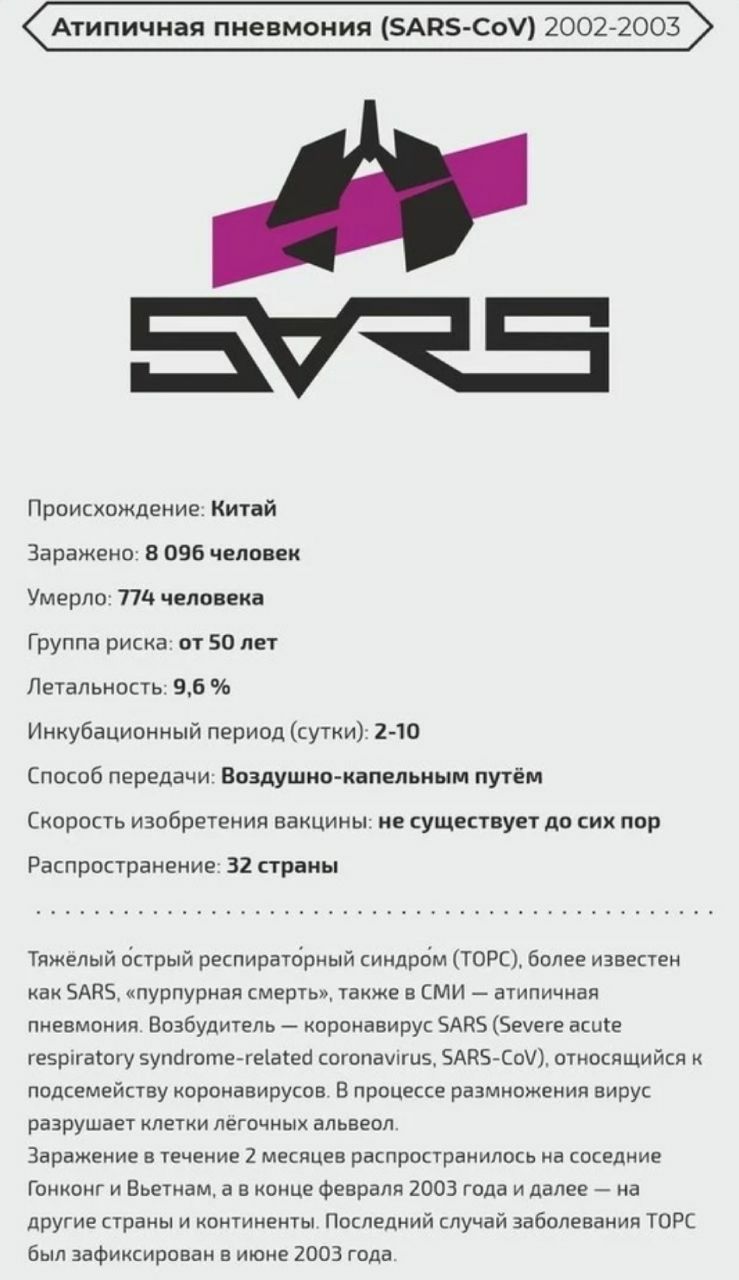 Атипичная пневмония (SARS-CoV) 2002-2003
SARS
Происхождение: Китай
Заражено: 8 096 человек
Умерло: 774 человека
Группа риска: от 50 лет
Летальность: 9,6 %
Инкубационный период (сутки): 2-10
Способ передачи: Воздушно-капельным путём
Скорость изобретения вакцины: не существует до сих пор
Распространение: 32 страны
Тяжёлый о́стрый респирато́рный синдро́м (ТОРС), более известен
как SARS, «пурпурная смерть», также в СМИ — атипичная
пневмония. Возбудитель — коронавирус SARS (Severe acute
respiratory syndrome-related coronavirus, SARS-CoV), относящийся к
подсемейству коронавирусов. В процессе размножения вирус
разрушает клетки лёгочных альвеол.
Заражение в течение 2 месяцев распространилось на соседние
Гонконг и Вьетнам, а в конце февраля 2003 года и далее — на
другие страны и континенты. Последний случай заболевания ТОРС
был зафиксирован в июне 2003 года.